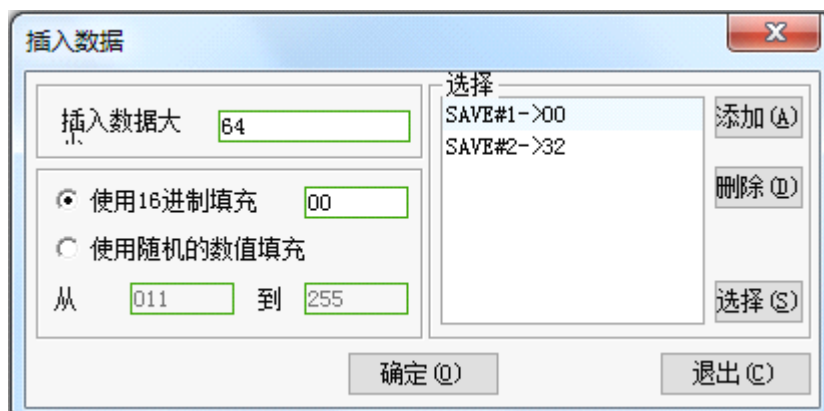 插入数据
插入数据大小
64
使用16进制填充
00
使用随机的数值填充
从
011
到
255
选择
SAVE#1->00
SAVE#2->32
添加(A)
删除(D)
选择(S)
确定(O)
退出(C)